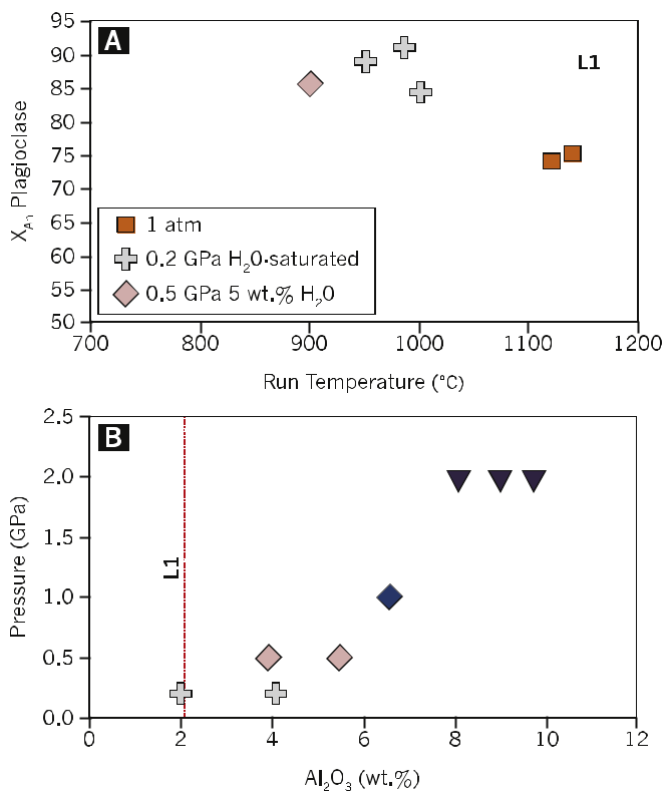 A
L1
95
90
85
80
75
70
65
60
55
50
X An Plagioclase
1 atm
0.2 GPa H₂O-saturated
0.5 GPa 5 wt.% H₂O
700 800 900 1000 1100 1200
Run Temperature (°C)
B
2.5
2.0
1.5
1.0
0.5
0.0
Pressure (GPa)
L1
0 2 4 6 8 10 12
Al₂O₃ (wt.%)